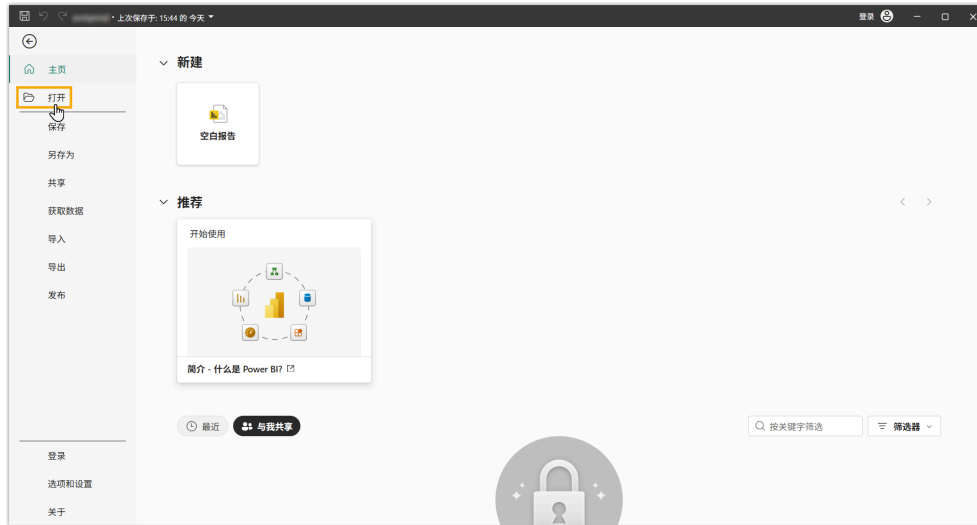 · 上次保存于: 15:44 的 今天
登录
主页
打开
保存
另存为
共享
获取数据
导入
导出
发布
登录
选项和设置
关于
新建
空白报告
推荐
开始使用
简介 - 什么是 Power BI?
最近
与我共享
按关键字筛选
筛选器